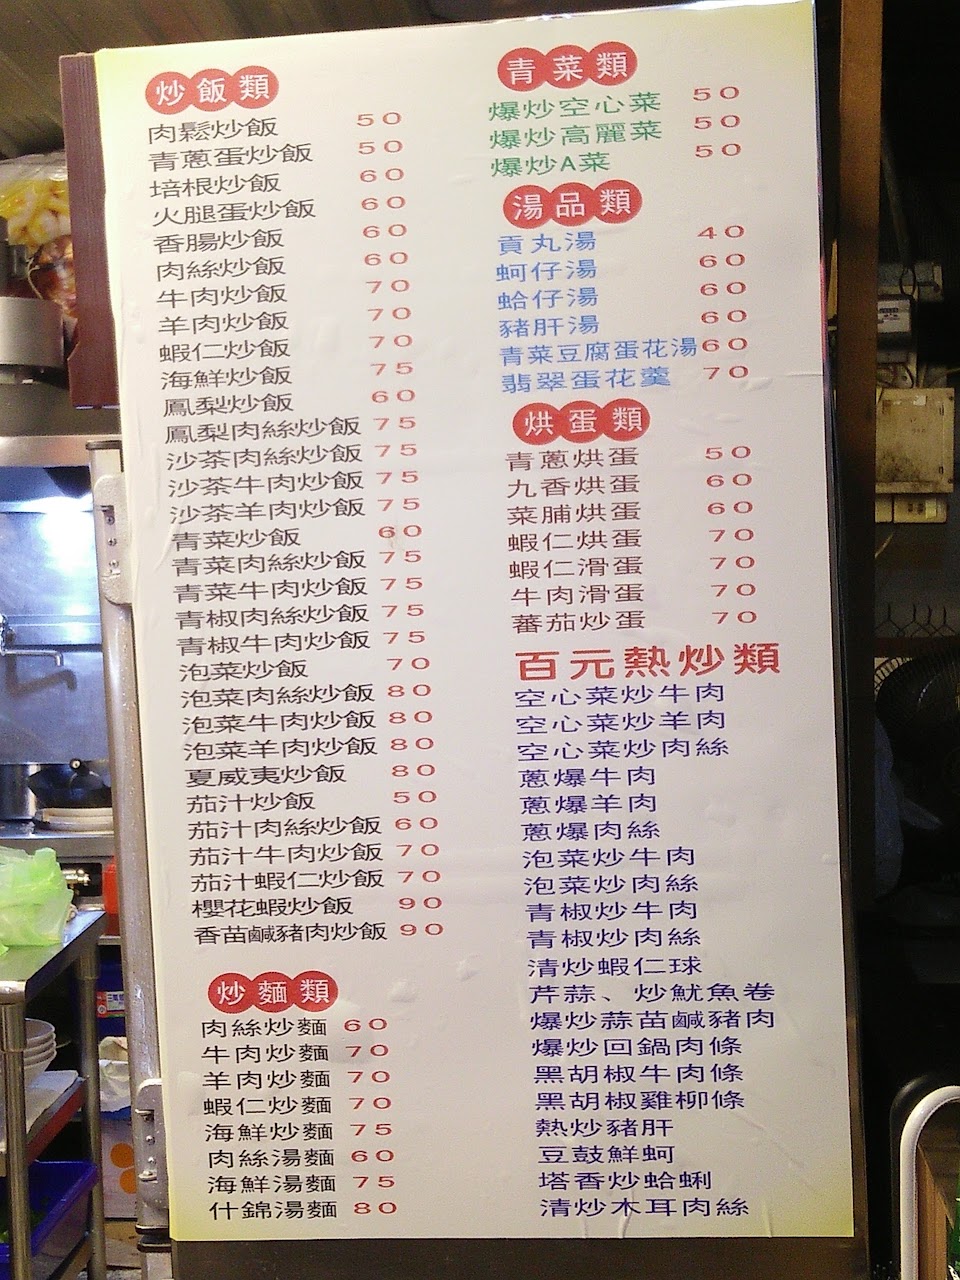 炒飯類
肉鬆炒飯 50
青蔥蛋炒飯 50
培根炒飯 60
火腿蛋炒飯 60
香腸炒飯 60
肉絲炒飯 60
牛肉炒飯 70
羊肉炒飯 70
蝦仁炒飯 70
海鮮炒飯 75
鳳梨炒飯 60
鳳梨肉絲炒飯 75
沙茶肉絲炒飯 75
沙茶牛肉炒飯 75
沙茶羊肉炒飯 75
青菜炒飯 60
青菜肉絲炒飯 75
青菜牛肉炒飯 75
青椒肉絲炒飯 75
青椒牛肉炒飯 75
泡菜炒飯 70
泡菜肉絲炒飯 80
泡菜牛肉炒飯 80
泡菜羊肉炒飯 80
夏威夷炒飯 80
茄汁炒飯 50
茄汁肉絲炒飯 60
茄汁牛肉炒飯 70
茄汁蝦仁炒飯 70
櫻花蝦炒飯 90
香苗鹹豬肉炒飯 90
炒麵類
肉絲炒麵 60
牛肉炒麵 70
羊肉炒麵 70
蝦仁炒麵 70
海鮮炒麵 75
肉絲湯麵 60
海鮮湯麵 75
什錦湯麵 80
青菜類
爆炒空心菜 50
爆炒高麗菜 50
爆炒A菜 50
湯品類
貢丸湯 40
蚵仔湯 60
蛤仔湯 60
豬肝湯 60
青菜豆腐蛋花湯 60
翡翠蛋花羹 70
烘蛋類
青蔥烘蛋 50
九香烘蛋 60
菜脯烘蛋 60
蝦仁烘蛋 70
蝦仁滑蛋 70
牛肉滑蛋 70
蕃茄炒蛋 70
百元熱炒類
空心菜炒牛肉
空心菜炒羊肉
空心菜炒肉絲
蔥爆牛肉
蔥爆羊肉
蔥爆肉絲
泡菜炒牛肉
泡菜炒肉絲
青椒炒牛肉
青椒炒肉絲
清炒蝦仁球
芹蒜、炒魷魚卷
爆炒蒜苗鹹豬肉
爆炒回鍋肉條
黑胡椒牛肉條
黑胡椒雞柳條
熱炒豬肝
豆鼓鮮蚵
塔香炒蛤蜊
清炒木耳肉絲